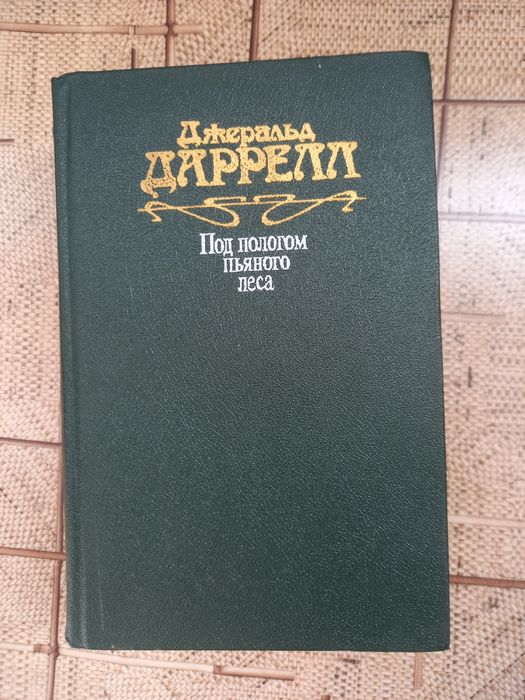 Джеральд
ДАРРЕЛЛ
Под пологом
пьяного
леса